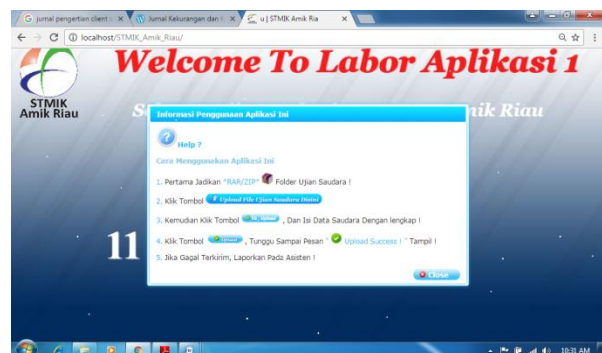 jurnal pengertian client
Jurnal Kekurangan dan
u | STMIK Amik Ria
localhost/STMIK_Amik_Riau/
Welcome To Labor Aplikasi 1
STMIK
Amik Riau
S
mik Riau
Informasi Penggunaan Aplikasi Ini
Help ?
Cara Menggunakan Aplikasi Ini
1. Pertama Jadikan "RAR/ZIP" Folder Ujian Saudara !
2. Klik Tombol Upload File Ujian Saudara Disini
3. Kemudian Klik Tombol , Dan Isi Data Saudara Dengan lengkap !
4. Klik Tombol Upload , Tunggu Sampai Pesan " Upload Success ! " Tampil !
5. Jika Gagal Terkirim, Laporkan Pada Asisten !
11
Close
10:31 AM